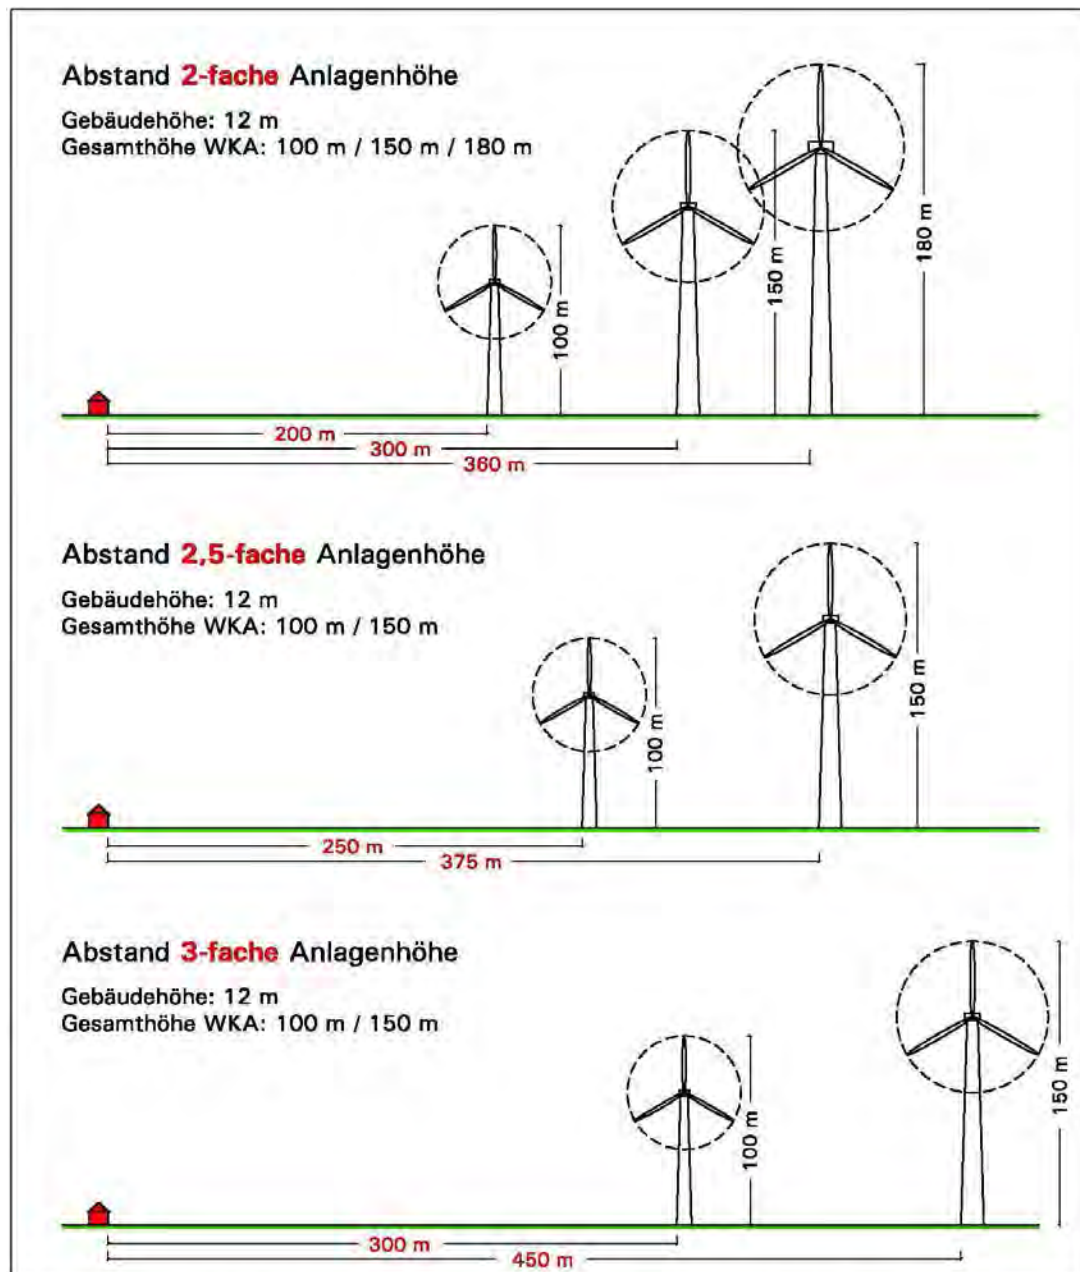 Abstand 2-fache Anlagenhöhe
Gebäudehöhe: 12 m
Gesamthöhe WKA: 100 m / 150 m / 180 m
100 m
150 m
180 m
200 m
300 m
360 m
Abstand 2,5-fache Anlagenhöhe
Gebäudehöhe: 12 m
Gesamthöhe WKA: 100 m / 150 m
100 m
150 m
250 m
375 m
Abstand 3-fache Anlagenhöhe
Gebäudehöhe: 12 m
Gesamthöhe WKA: 100 m / 150 m
100 m
150 m
300 m
450 m